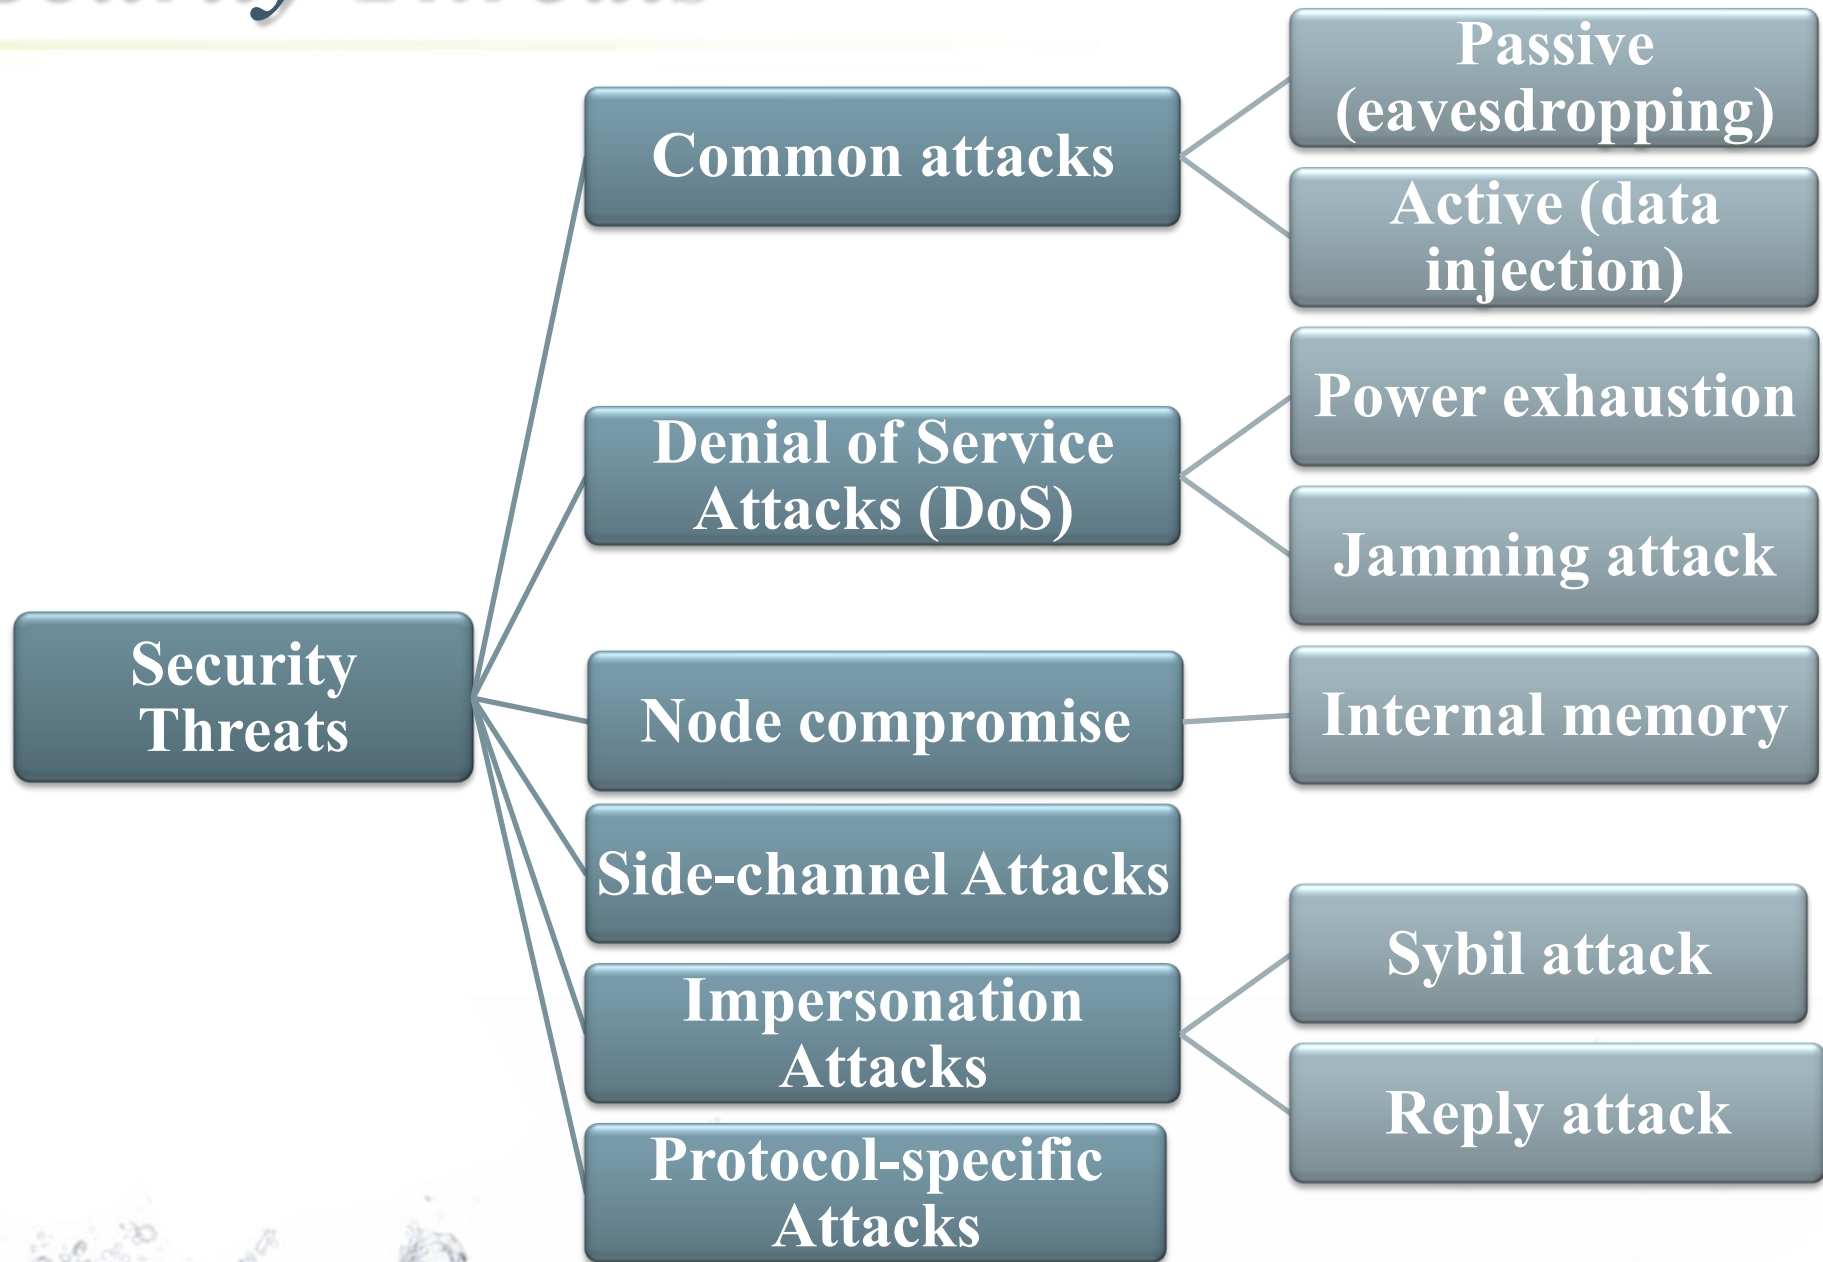 Threats
Security
Threats
Common attacks
Passive
(eavesdropping)
Active (data
injection)
Denial of Service
Attacks (DoS)
Power exhaustion
Jamming attack
Node compromise
Internal memory
Side-channel Attacks
Impersonation
Attacks
Sybil attack
Reply attack
Protocol-specific
Attacks